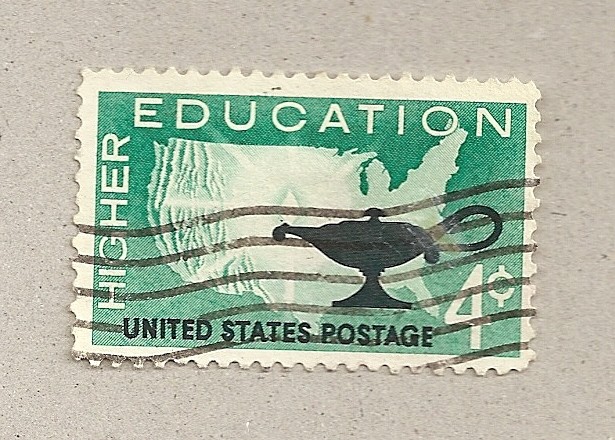 HIGHER
EDUCATION
4¢
UNITED STATES POSTAGE